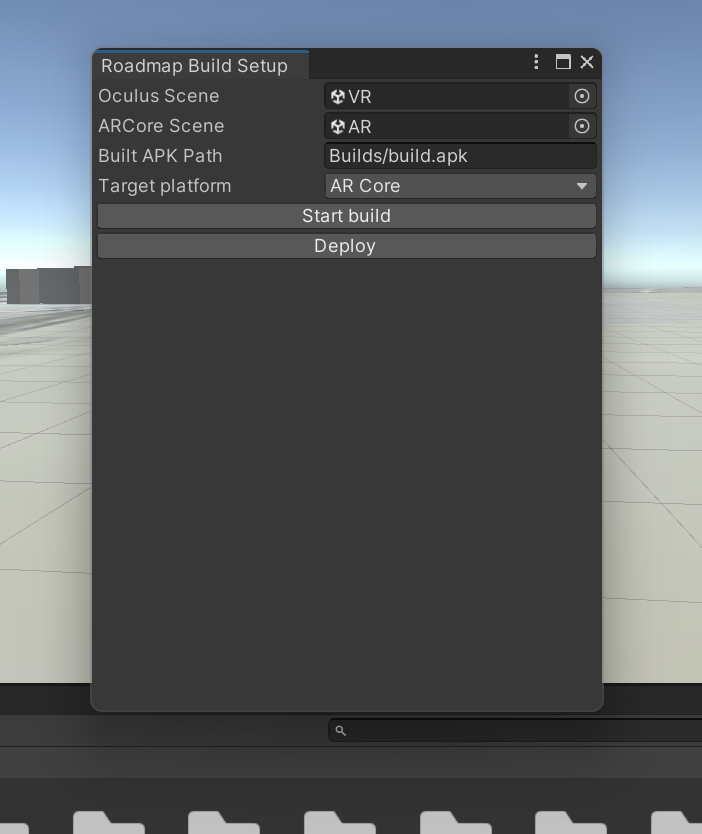 Roadmap Build Setup
Oculus Scene VR
ARCore Scene AR
Built APK Path Builds/build.apk
Target platform AR Core
Start build
Deploy